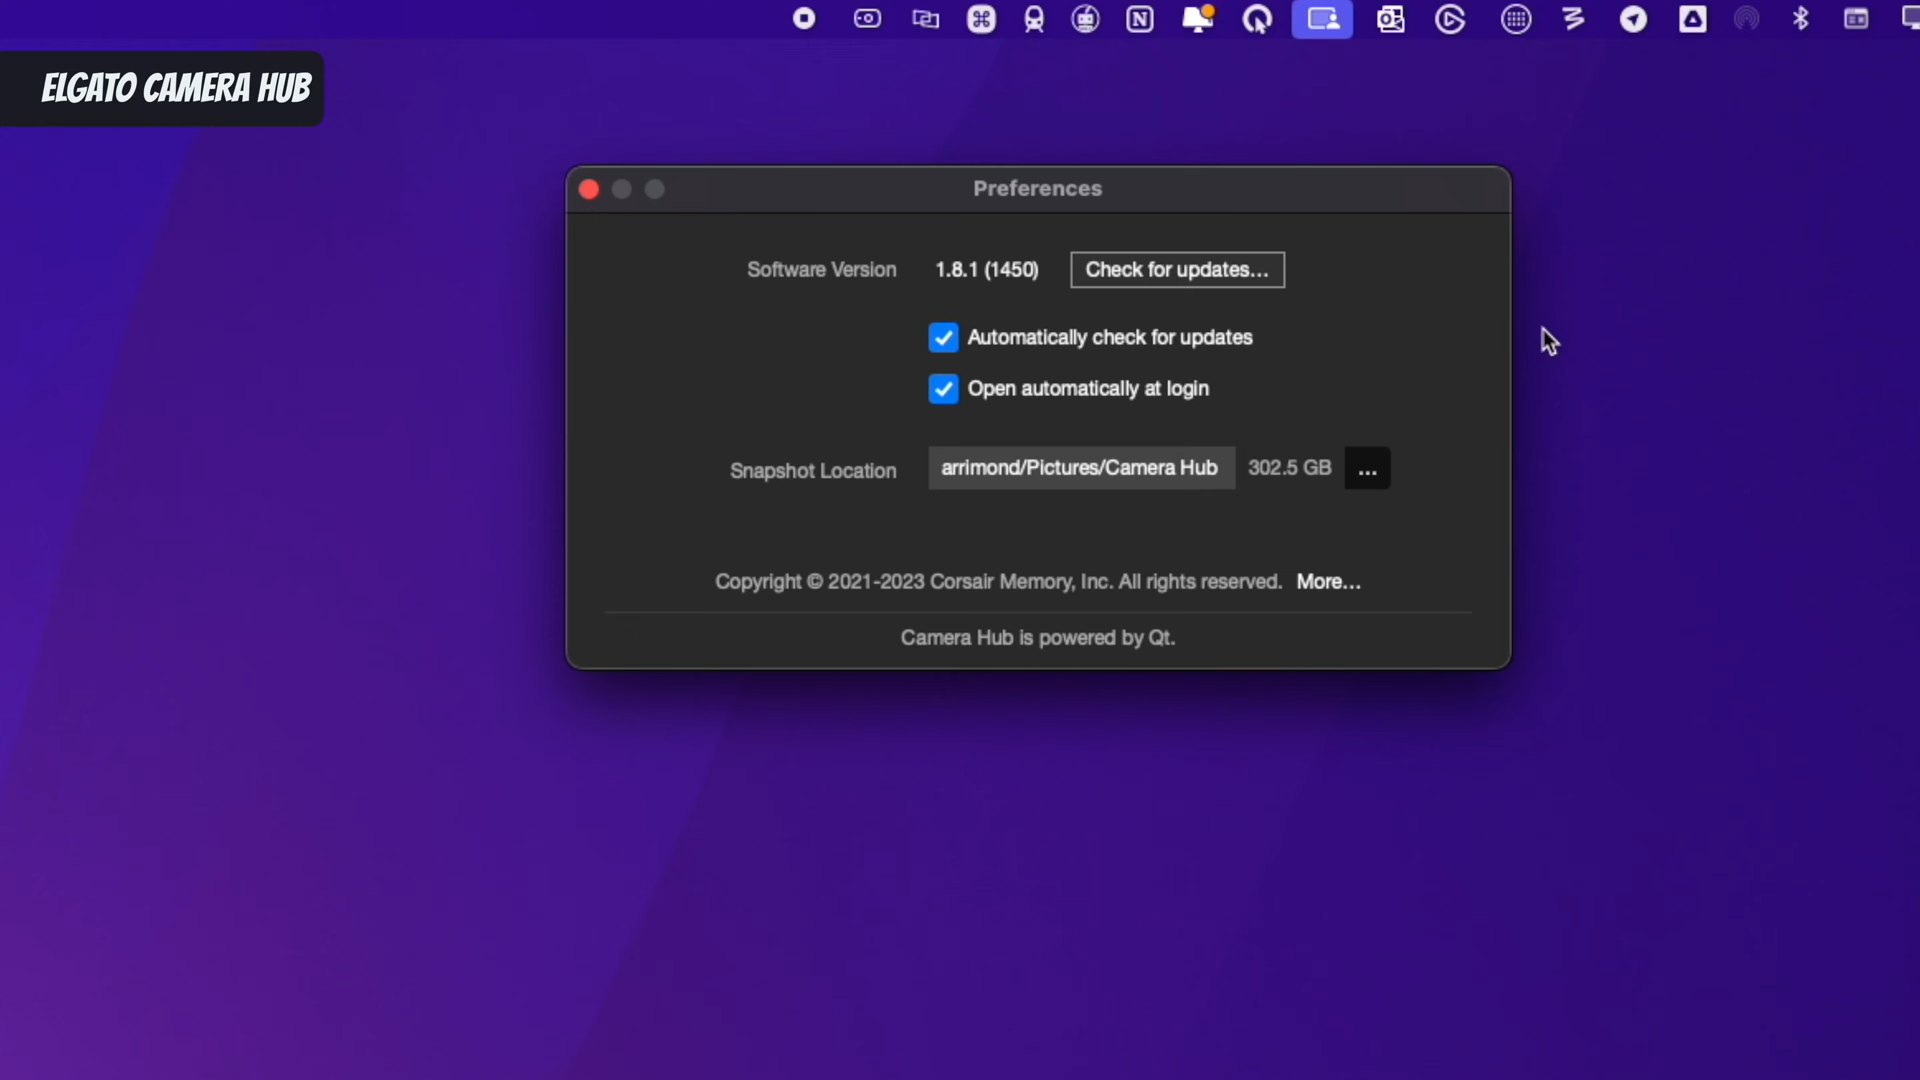 ELGATO CAMERA HUB
Preferences
Software Version 1.8.1 (1450) Check for updates...
Automatically check for updates
Open automatically at login
Snapshot Location arrimond/Pictures/Camera Hub 302.5 GB ...
Copyright © 2021-2023 Corsair Memory, Inc. All rights reserved. More...
Camera Hub is powered by Qt.